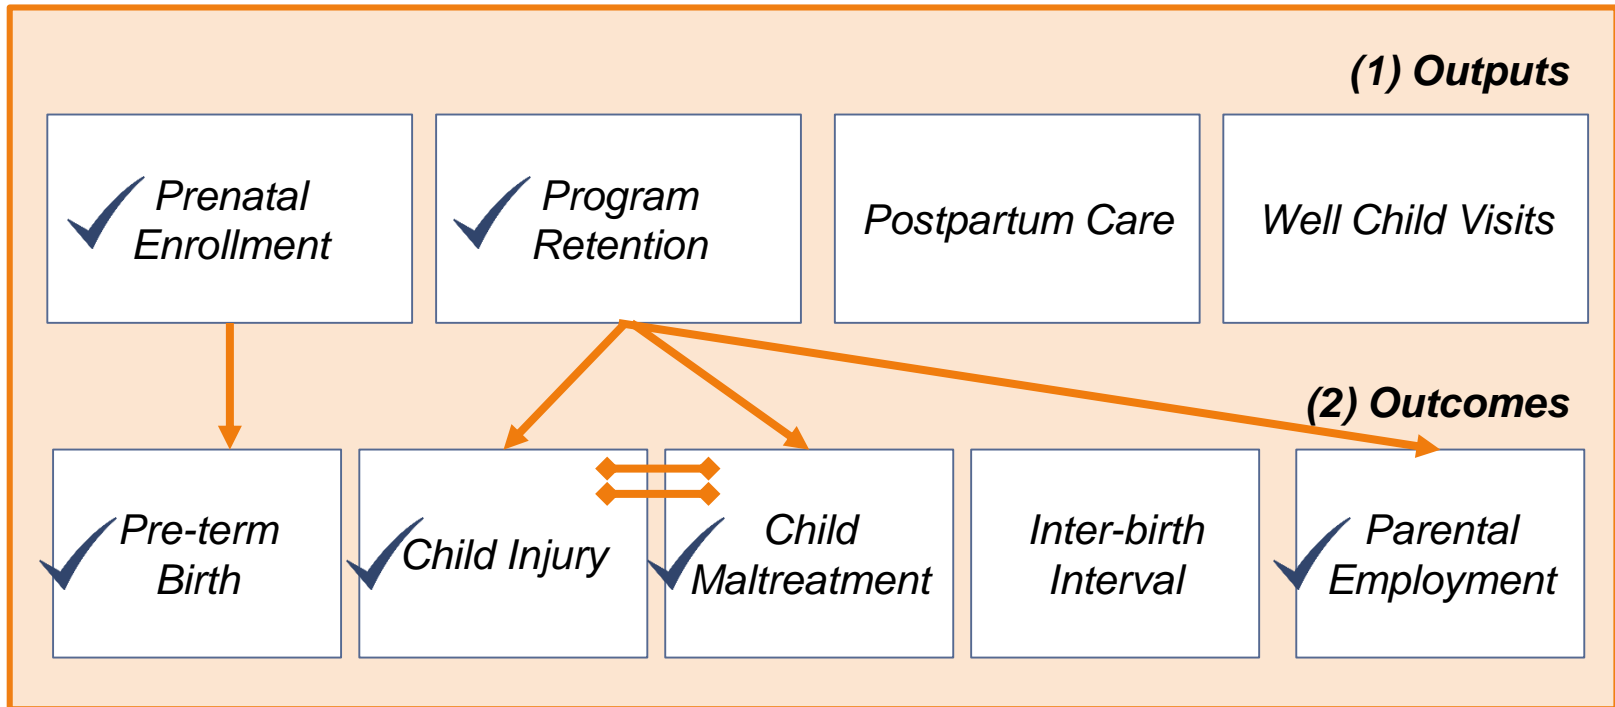 (1) Outputs
Prenatal
Enrollment
Program
Retention
Postpartum Care
Well Child Visits
(2) Outcomes
Pre-term
Birth
Child Injury
Child
Maltreatment
Inter-birth
Interval
Parental
Employment